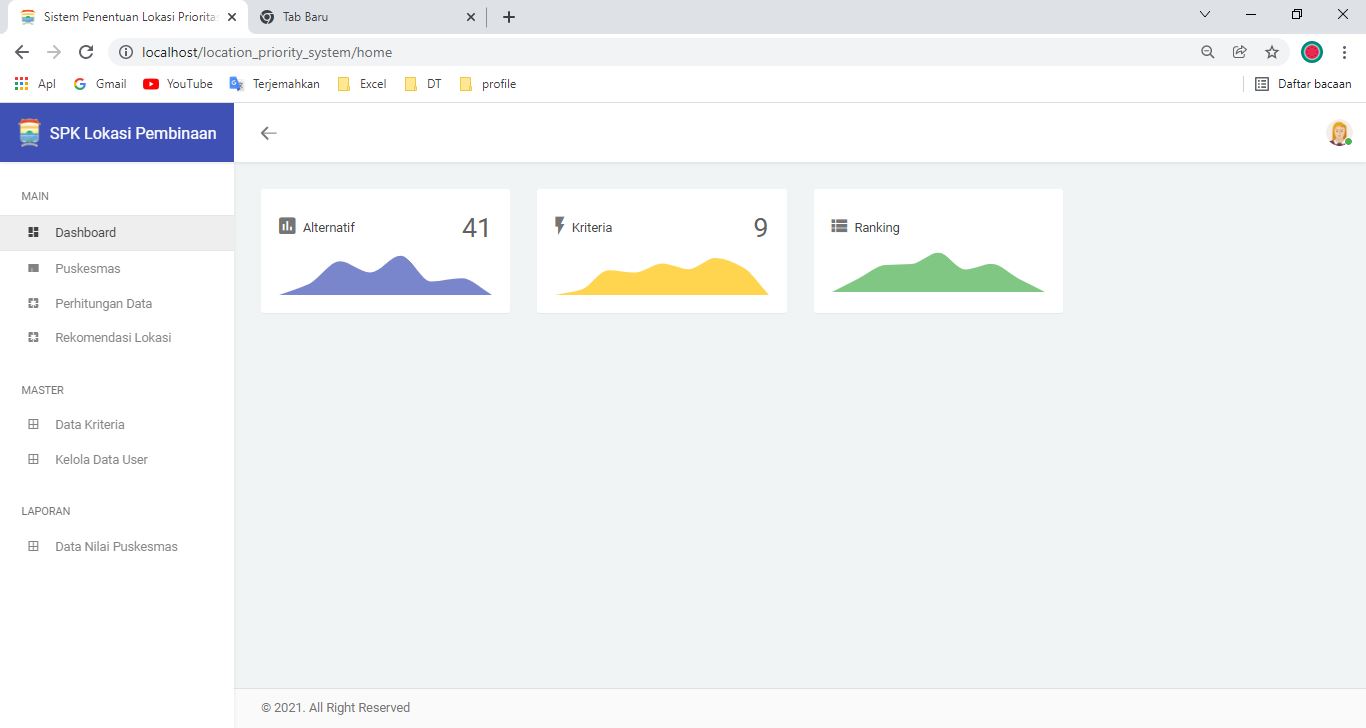 Sistem Penentuan Lokasi Priorita
Tab Baru
localhost/location_priority_system/home
Apl Gmail YouTube Terjemahkan Excel DT profile Daftar bacaan
SPK Lokasi Pembinaan
MAIN
Dashboard
Puskesmas
Perhitungan Data
Rekomendasi Lokasi
MASTER
Data Kriteria
Kelola Data User
LAPORAN
Data Nilai Puskesmas
Alternatif 41
Kriteria 9
Ranking
© 2021. All Right Reserved